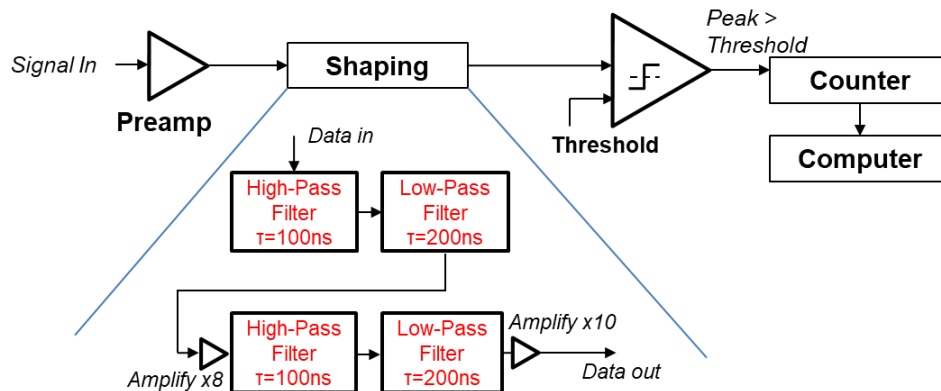 Signal In
Preamp
Shaping
Peak >
Threshold
Threshold
Counter
Computer
Data in
High-Pass
Filter
τ=100ns
Low-Pass
Filter
τ=200ns
Amplify x8
High-Pass
Filter
τ=100ns
Low-Pass
Filter
τ=200ns
Amplify x10
Data out